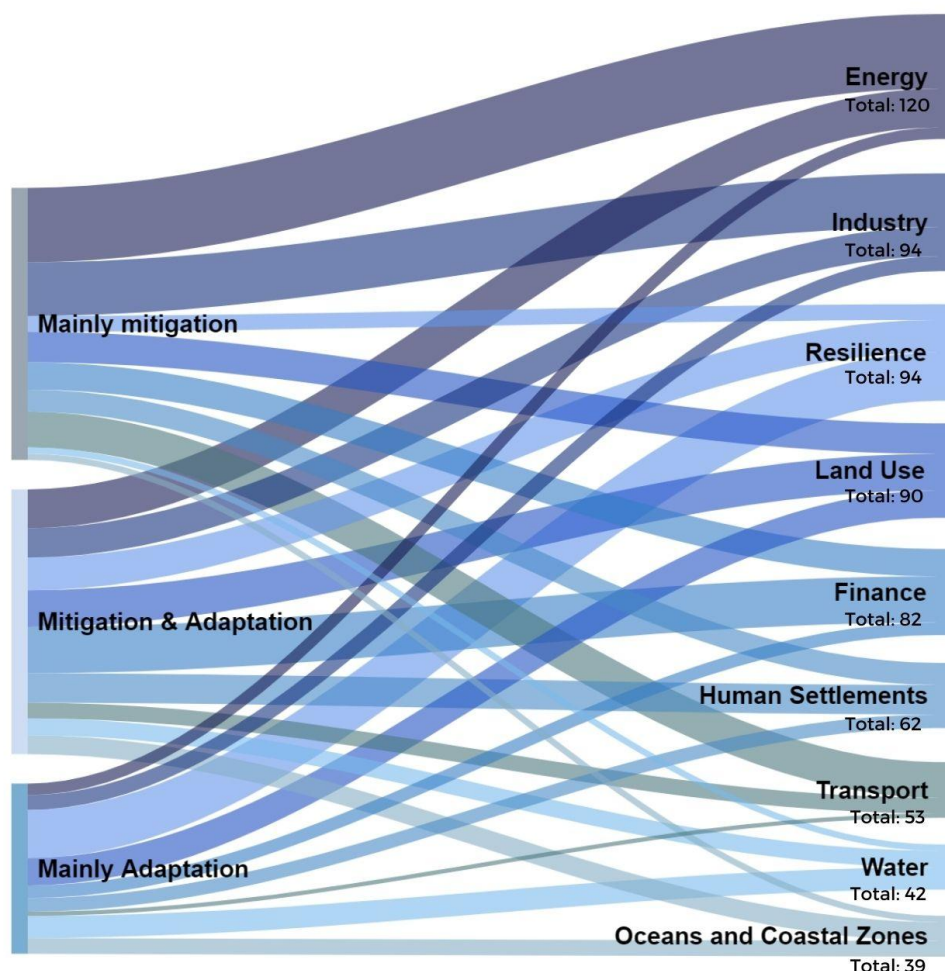 Energy
Total: 120
Industry
Total: 94
Mainly mitigation
Resilience
Total: 94
Land Use
Total: 90
Finance
Total: 82
Mitigation & Adaptation
Human Settlements
Total: 62
Transport
Total: 53
Mainly Adaptation
Water
Total: 42
Oceans and Coastal Zones
Total: 39